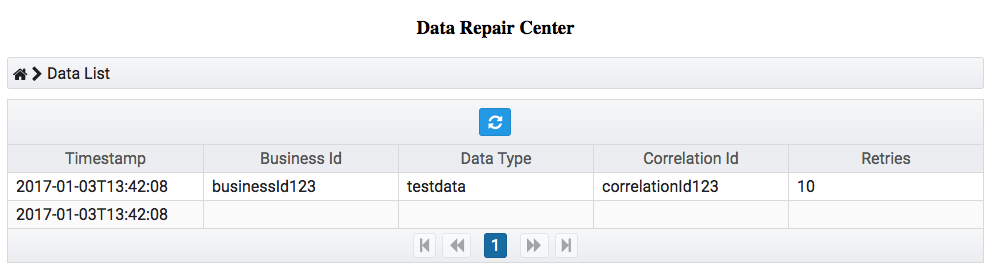 Data Repair Center
Data List
Timestamp Business Id Data Type Correlation Id Retries
2017-01-03T13:42:08 businessId123 testdata correlationId123 10
2017-01-03T13:42:08
1